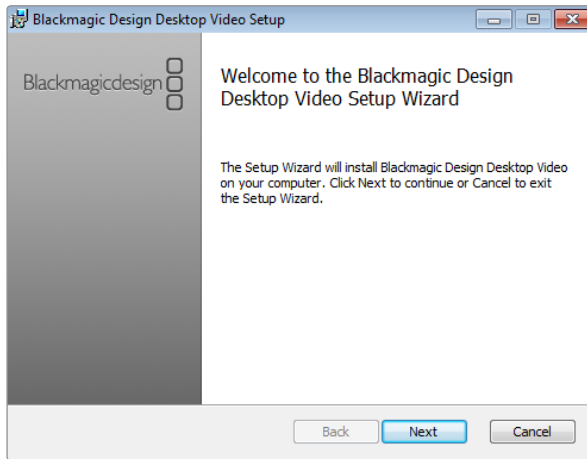 Blackmagic Design Desktop Video Setup
Blackmagicdesign
Welcome to the Blackmagic Design
Desktop Video Setup Wizard
The Setup Wizard will install Blackmagic Design Desktop Video
on your computer. Click Next to continue or Cancel to exit
the Setup Wizard.
Back
Next
Cancel